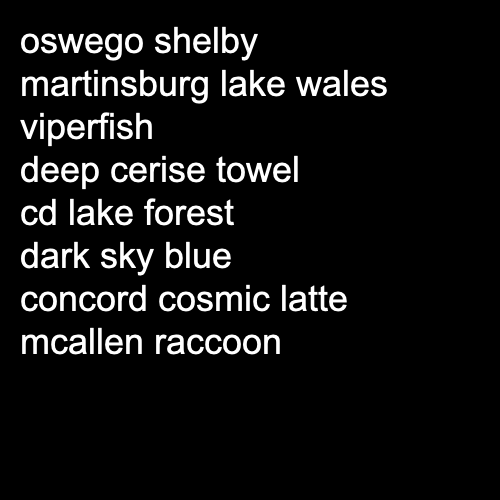 oswego shelby
martinsburg lake wales
viperfish
deep cerise towel
cd lake forest
dark sky blue
concord cosmic latte
mcallen raccoon